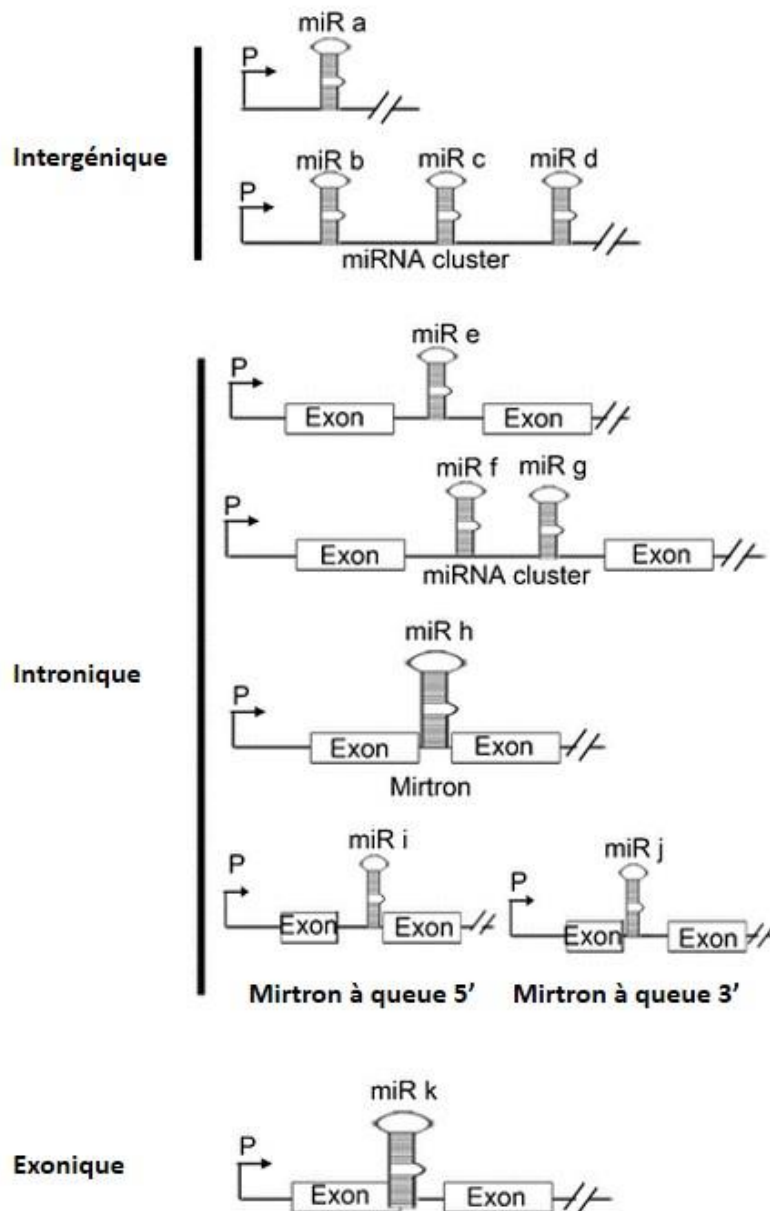 miR a
P
Intergénique
miR b miR c miR d
P
miRNA cluster
miR e
P
Exon Exon
miR f miR g
P
Exon Exon
miRNA cluster
Intronique
miR h
P
Exon Exon
Mirtron
miR i miR j
P P
Exon Exon Exon Exon
Mirtron à queue 5’ Mirtron à queue 3’
miR k
Exonique
P
Exon Exon